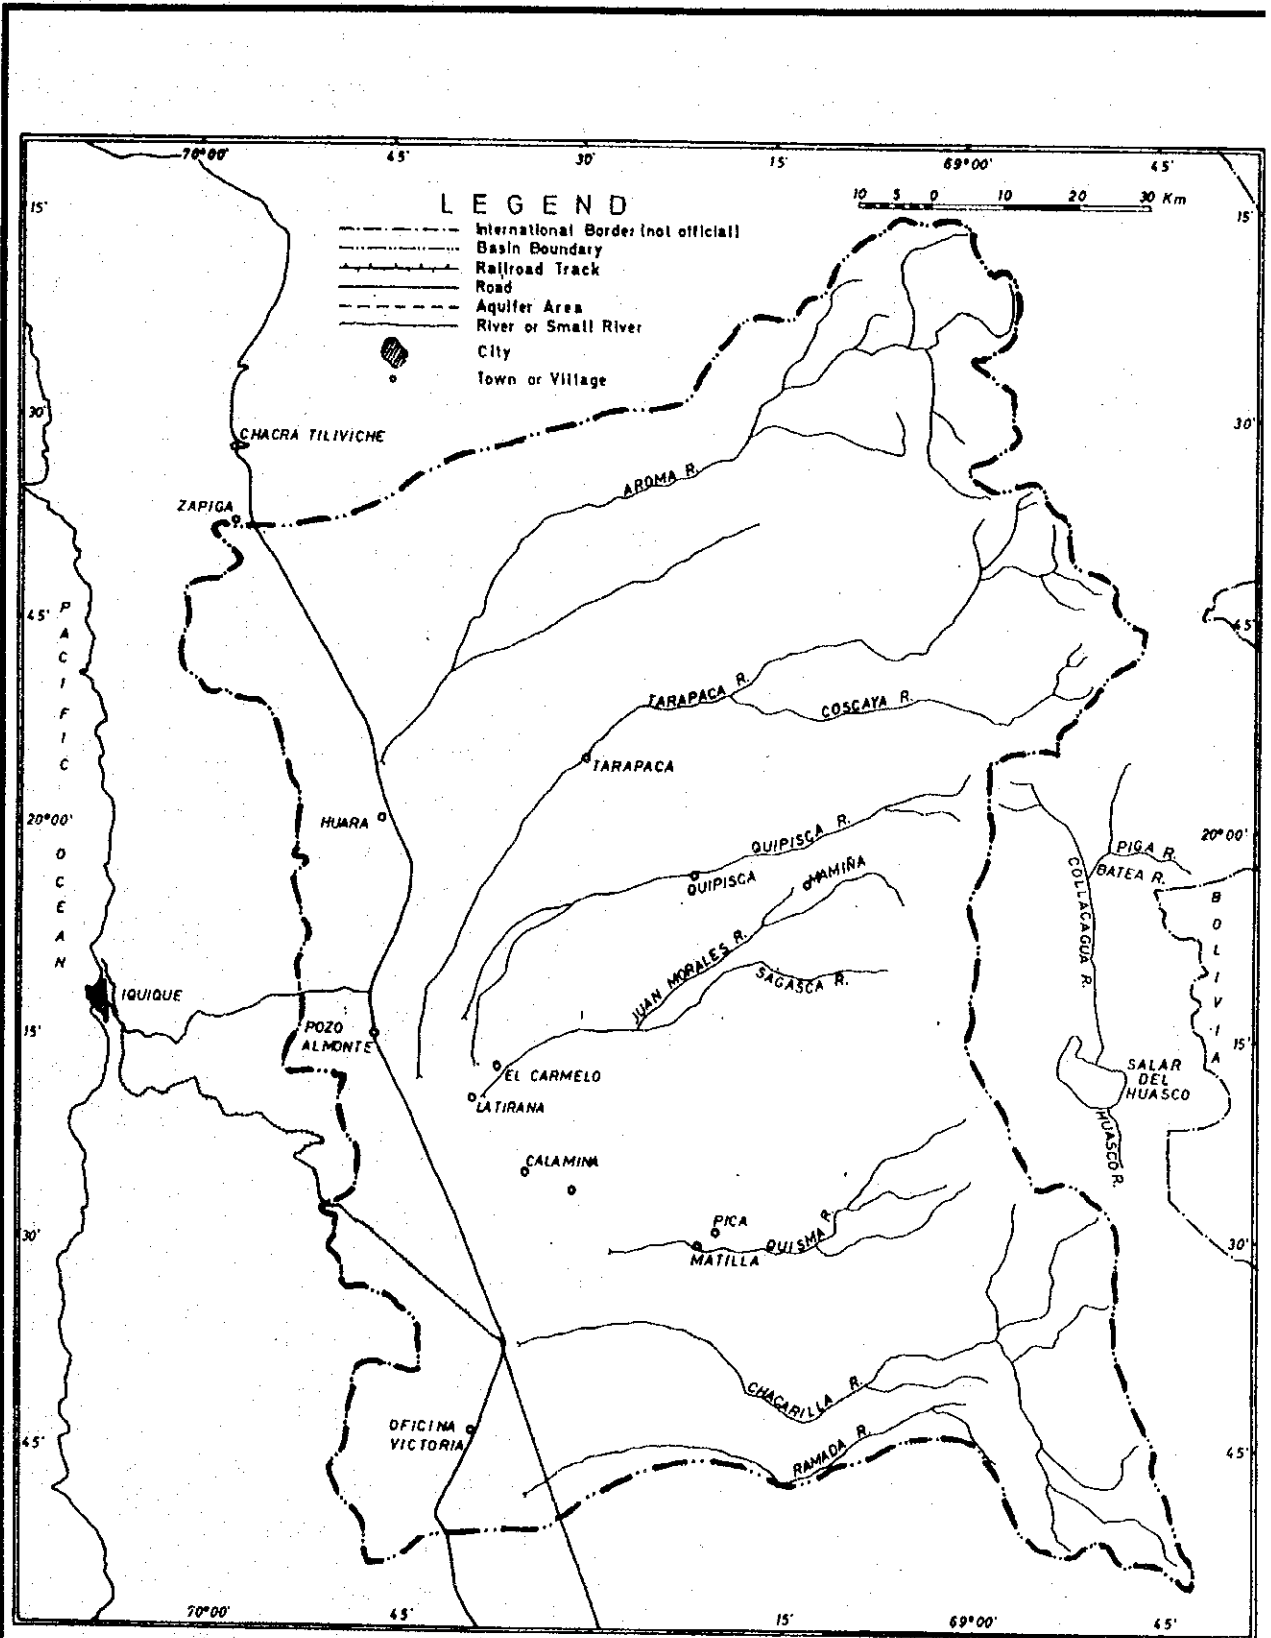 70°00'
45'
30'
15'
69°00'
45'
15'
LEGEND
10 5 0 10 20 30 Km
15'
International Border (not official)
Basin Boundary
Railroad Track
Road
Aquifer Area
River or Small River
City
Town or Village
30'
30'
CHACRA TILIVICHE
AROMA R.
ZAPIGA
45'
45'
PACIFIC OCEAN
TARAPACA R.
COSCAYA R.
TARAPACA
20°00'
HUARA
QUIPISCA R.
20°00'
PIGA R.
BATEA R.
QUIPISCA
MAMIÑA
COLLACAGUA R.
BOLIVIA
JUAN MORALES R.
SAGASCA R.
IQUIQUE
15'
POZO
ALMONTE
15'
EL CARMELO
SALAR
DEL
HUASCO
LATIRANA
HUASCO R.
CALAMINA
PICA
30'
QUISMA R.
30'
MATILLA
CHACARILLA R.
OFICINA
VICTORIA
45'
RAMADA R.
45'
70°00'
45'
15'
69°00'
45'